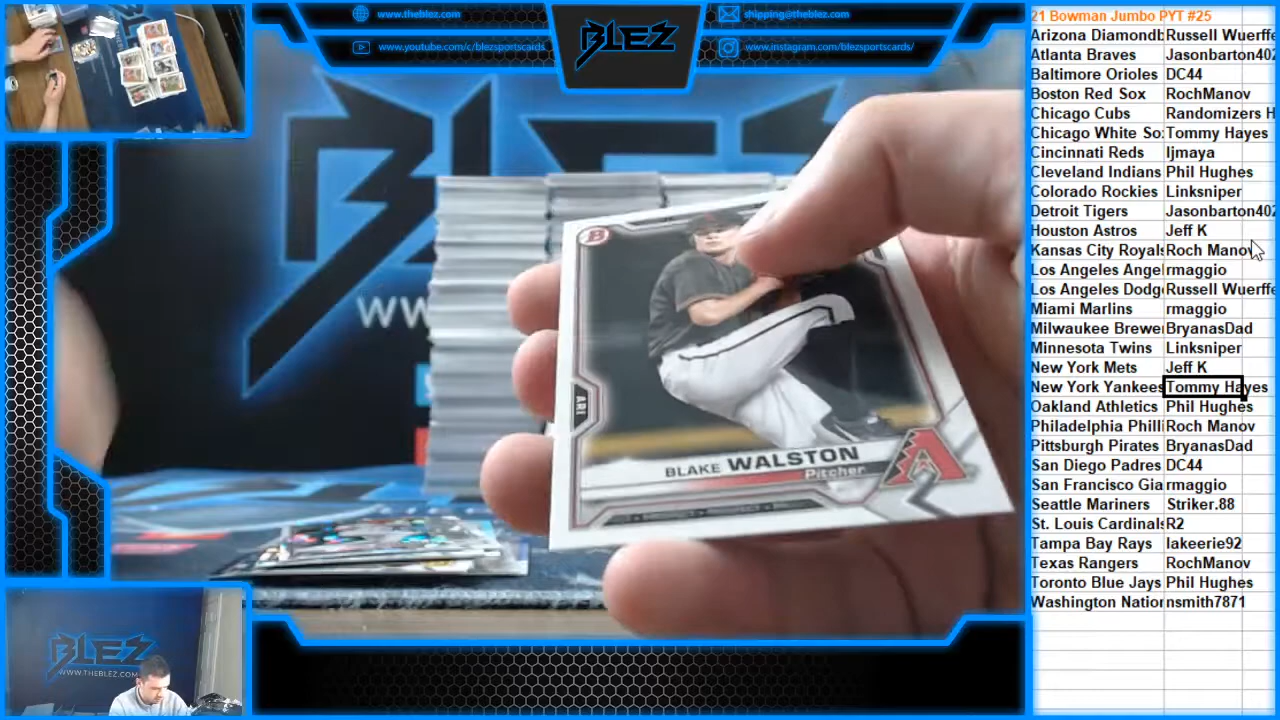 www.theblez.com
www.youtube.com/c/blezsportscards
BLEZ
shipping@theblez.com
www.instagram.com/blezsportscards/
WW
B
ARI
BLAKE WALSTON
Pitcher
BLEZ
WWW.THEBLEZ.COM
21 Bowman Jumbo PYT #25
Arizona Diamondb Russell Wuerffe
Atlanta Braves Jasonbarton402
Baltimore Orioles DC44
Boston Red Sox RochManov
Chicago Cubs Randomizers H
Chicago White So Tommy Hayes
Cincinnati Reds ljmaya
Cleveland Indians Phil Hughes
Colorado Rockies Linksniper
Detroit Tigers Jasonbarton402
Houston Astros Jeff K
Kansas City Royals Roch Manov
Los Angeles Angel rmaggio
Los Angeles Dodge Russell Wuerffe
Miami Marlins rmaggio
Milwaukee Brewer BryanasDad
Minnesota Twins Linksniper
New York Mets Jeff K
New York Yankees Tommy Hayes
Oakland Athletics Phil Hughes
Philadelphia Philli Roch Manov
Pittsburgh Pirates BryanasDad
San Diego Padres DC44
San Francisco Gia rmaggio
Seattle Mariners Striker.88
St. Louis Cardinals R2
Tampa Bay Rays lakeerie92
Texas Rangers RochManov
Toronto Blue Jays Phil Hughes
Washington Nation nsmith7871